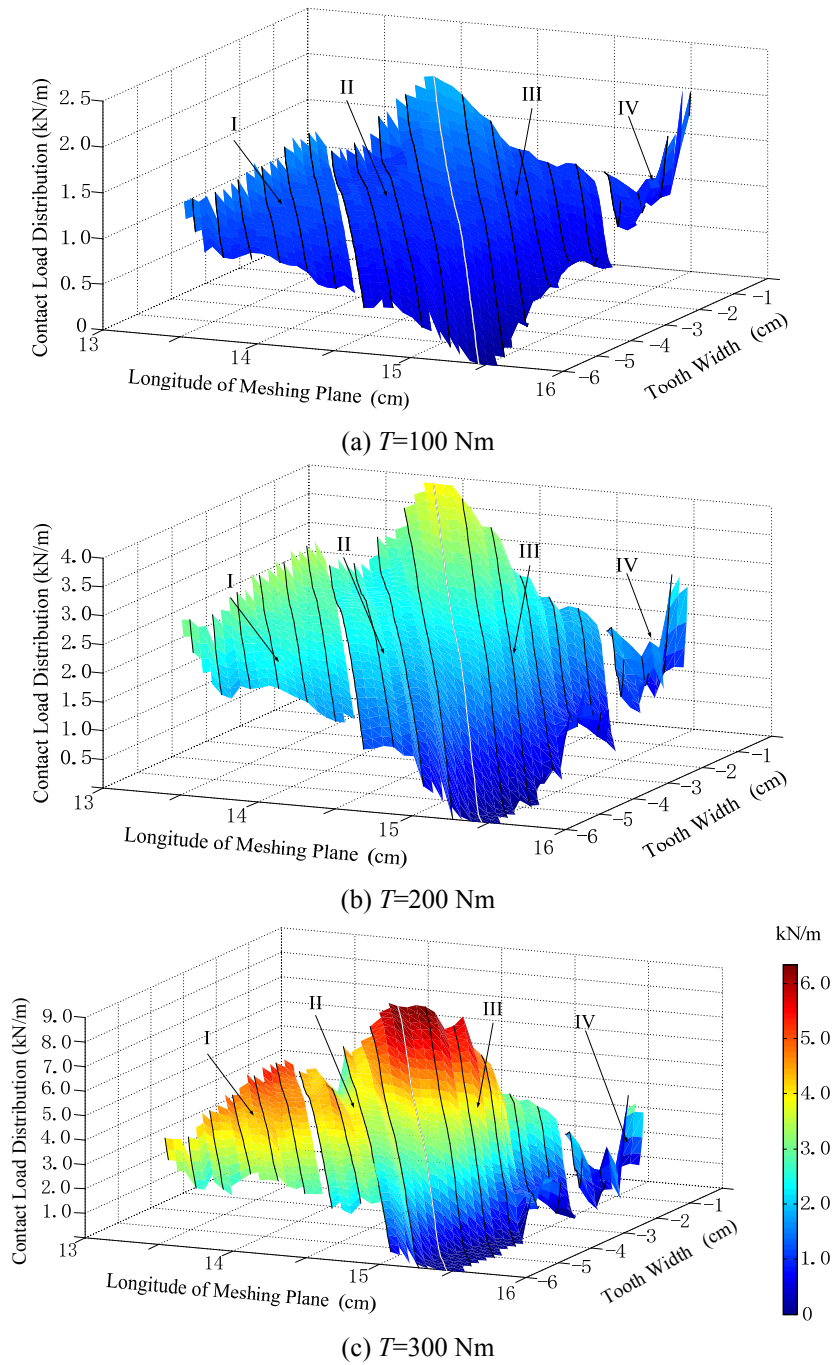 Contact Load Distribution (kN/m)
2.5
2.0
1.5
1.0
0.5
0
I
II
III
IV
13
14
15
16
Longitude of Meshing Plane (cm)
-6
-5
-4
-3
-2
-1
Tooth Width (cm)
(a) T=100 Nm
Contact Load Distribution (kN/m)
4.0
3.5
3.0
2.5
2.0
1.5
1.0
0.5
I
II
III
IV
13
14
15
16
Longitude of Meshing Plane (cm)
-6
-5
-4
-3
-2
-1
Tooth Width (cm)
(b) T=200 Nm
Contact Load Distribution (kN/m)
9.0
8.0
7.0
6.0
5.0
4.0
3.0
2.0
1.0
I
II
III
IV
13
14
15
16
Longitude of Meshing Plane (cm)
-6
-5
-4
-3
-2
-1
Tooth Width (cm)
kN/m
6.0
5.0
4.0
3.0
2.0
1.0
0
(c) T=300 Nm